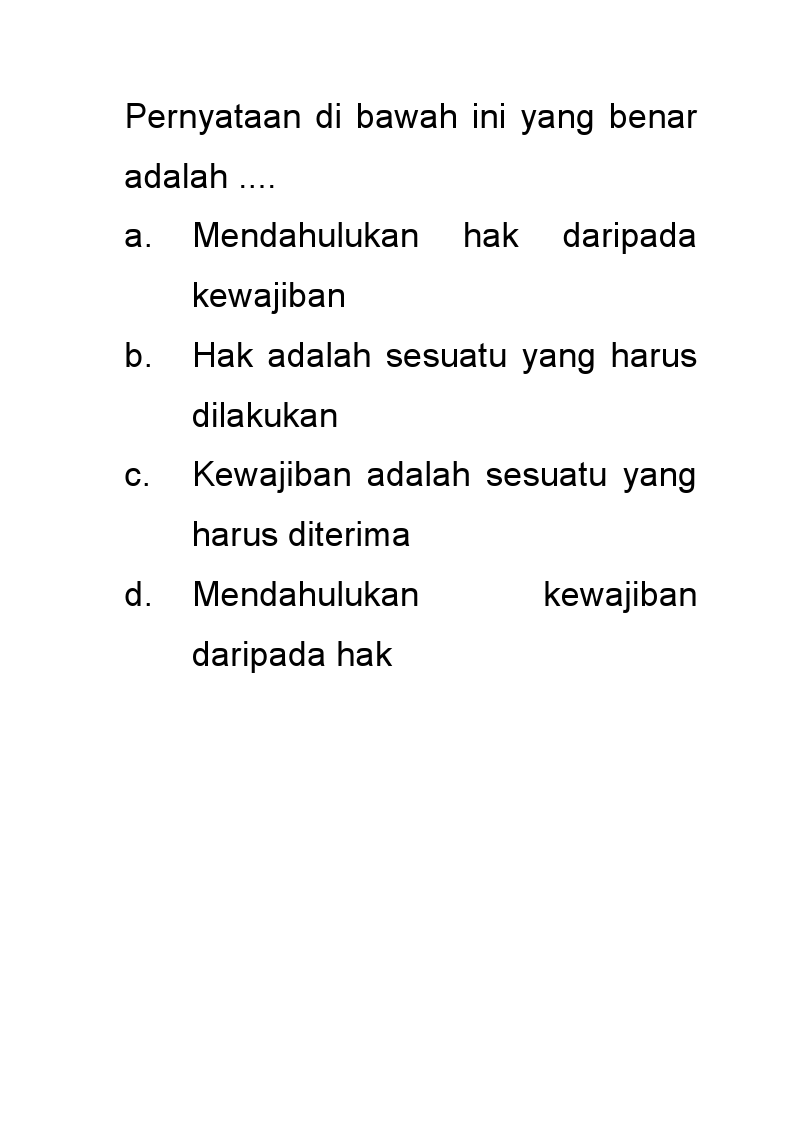 Pernyataan di bawah ini yang benar
adalah ....
a. Mendahulukan hak daripada
kewajiban
b. Hak adalah sesuatu yang harus
dilakukan
c. Kewajiban adalah sesuatu yang
harus diterima
d. Mendahulukan kewajiban
daripada hak